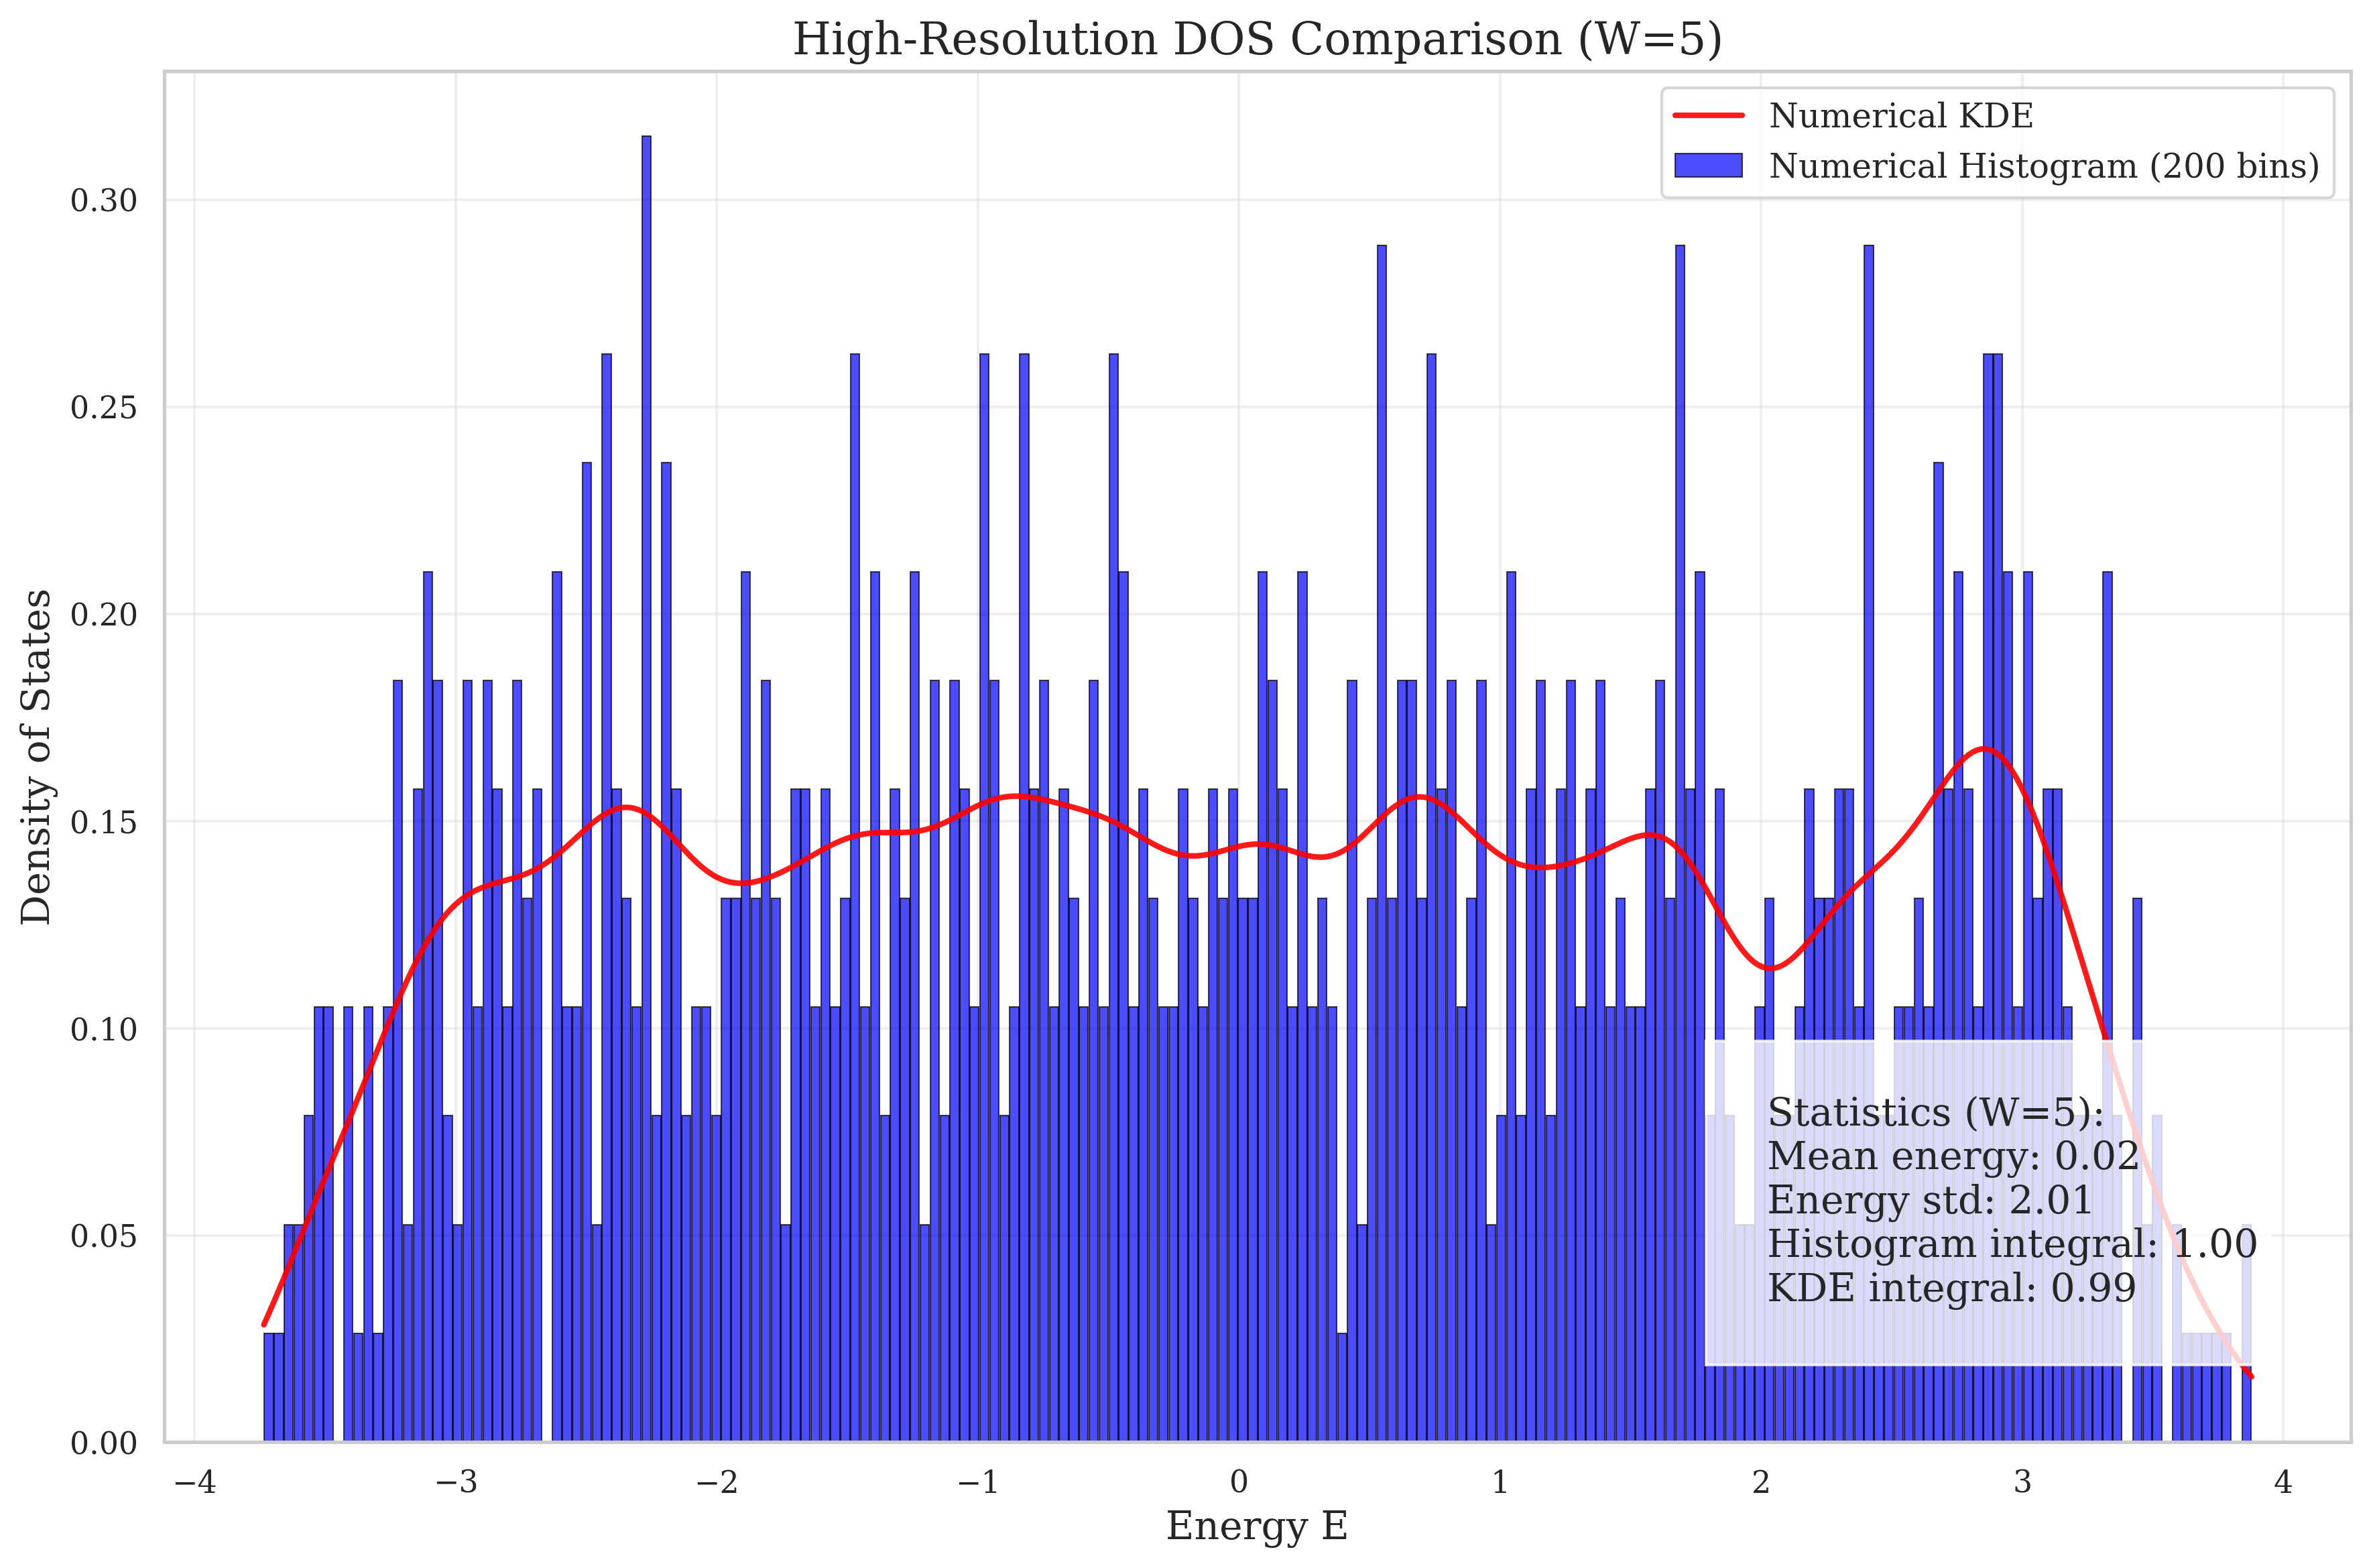 High-Resolution DOS Comparison (W=5)
Numerical KDE
Numerical Histogram (200 bins)
Density of States
0.30
0.25
0.20
0.15
0.10
0.05
0.00
Statistics (W=5):
Mean energy: 0.02
Energy std: 2.01
Histogram integral: 1.00
KDE integral: 0.99
−4 −3 −2 −1 0 1 2 3 4
Energy E